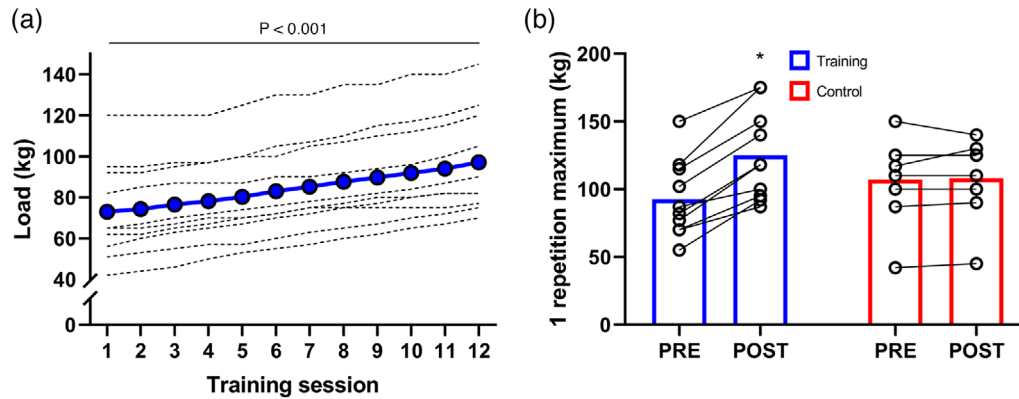 (a)
P < 0.001
Load (kg)
140
120
100
80
60
40
0
1 2 3 4 5 6 7 8 9 10 11 12
Training session
(b)
1 repetition maximum (kg)
200
150
100
50
0
*
Training
Control
PRE POST PRE POST